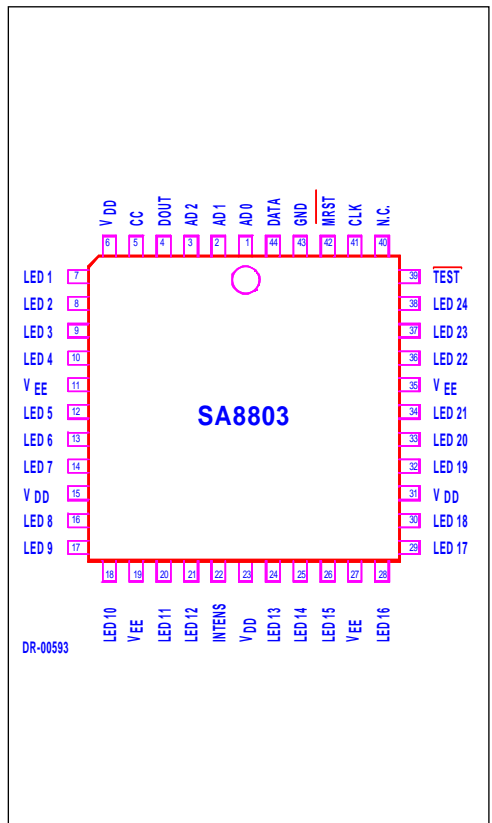 V DD CC DOUT AD 2 AD 1 AD 0 DATA GND MRST CLK N.C.
6 5 4 3 2 1 44 43 42 41 40
LED 1 7 39 TEST
LED 2 8 38 LED 24
LED 3 9 37 LED 23
LED 4 10 36 LED 22
V EE 11 35 V EE
LED 5 12 SA8803 34 LED 21
LED 6 13 33 LED 20
LED 7 14 32 LED 19
V DD 15 31 V DD
LED 8 16 30 LED 18
LED 9 17 29 LED 17
18 19 20 21 22 23 24 25 26 27 28
LED 10 V EE LED 11 LED 12 INTENS V DD LED 13 LED 14 LED 15 V EE LED 16
DR-00593